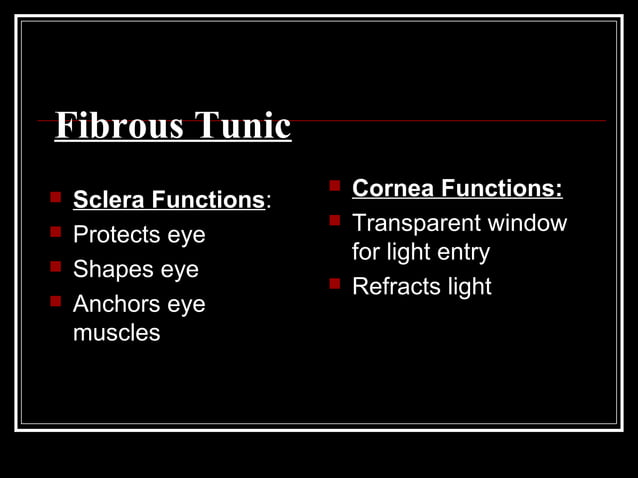 Fibrous Tunic
Sclera Functions:
Protects eye
Shapes eye
Anchors eye
muscles
Cornea Functions:
Transparent window
for light entry
Refracts light